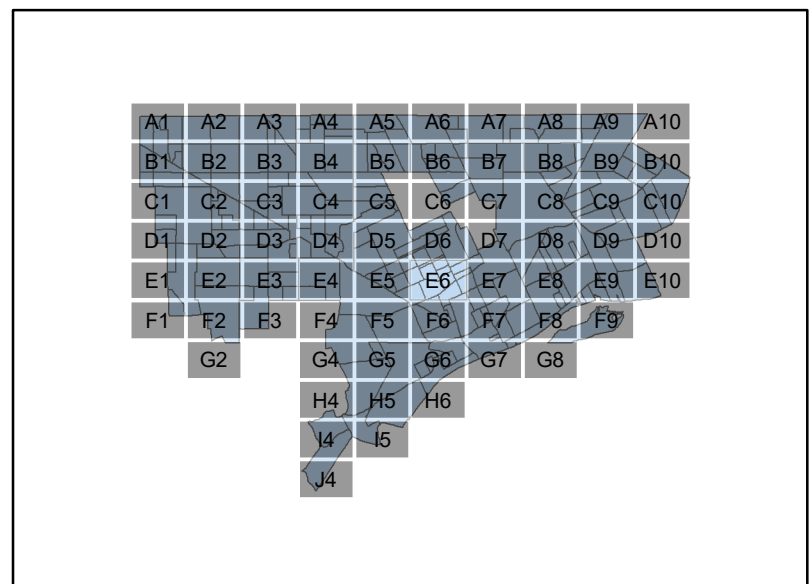 A1 A2 A3 A4 A5 A6 A7 A8 A9 A10
B1 B2 B3 B4 B5 B6 B7 B8 B9 B10
C1 C2 C3 C4 C5 C6 C7 C8 C9 C10
D1 D2 D3 D4 D5 D6 D7 D8 D9 D10
E1 E2 E3 E4 E5 E6 E7 E8 E9 E10
F1 F2 F3 F4 F5 F6 F7 F8 F9
G2 G4 G5 G6 G7 G8
H4 H5 H6
I4 I5
J4